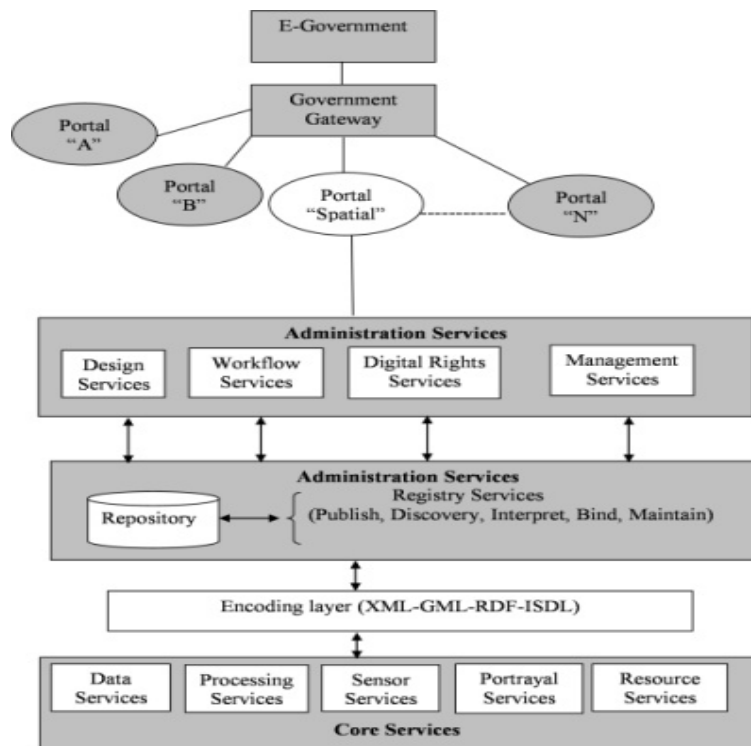 E-Government
Government
Gateway
Portal
"A"
Portal
"B"
Portal
"Spatial"
Portal
"N"
Administration Services
Design
Services
Workflow
Services
Digital Rights
Services
Management
Services
Administration Services
Repository
Registry Services
(Publish, Discovery, Interpret, Bind, Maintain)
Encoding layer (XML-GML-RDF-ISDL)
Data
Services
Processing
Services
Sensor
Services
Portrayal
Services
Resource
Services
Core Services